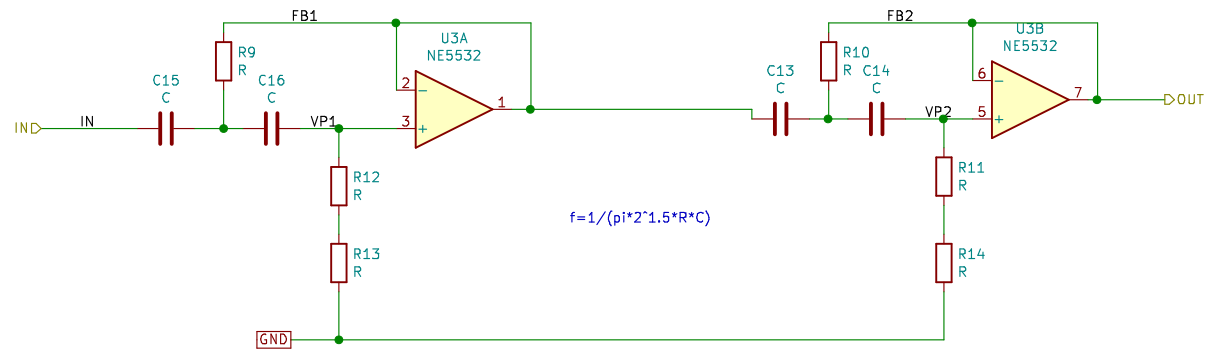 FB1
FB2
U3A
NE5532
U3B
NE5532
R9
R
R10
R
C15
C
C16
C
C13
C
C14
C
2
3
1
6
5
7
IN
IN
VP1
VP2
OUT
R12
R
R11
R
f=1/(pi*2^1.5*R*C)
R13
R
R14
R
GND